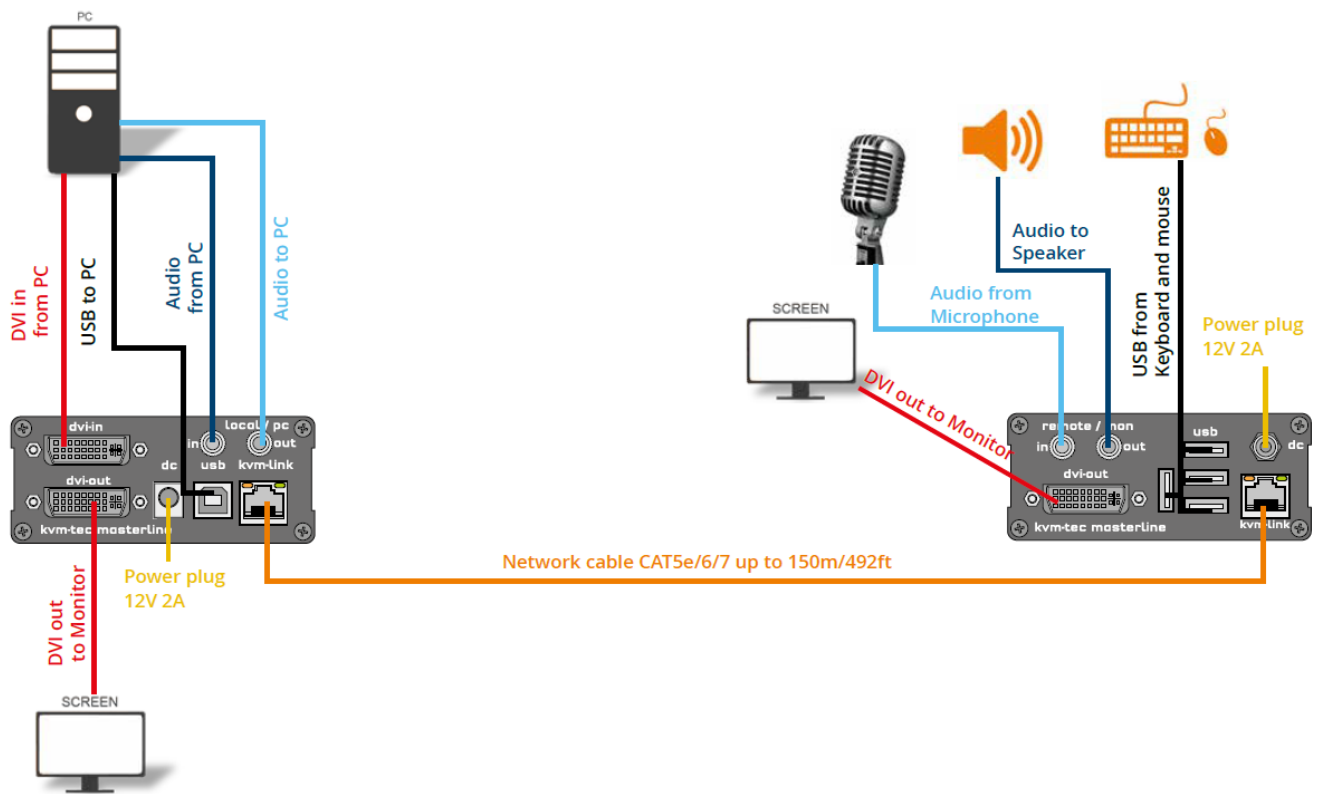 PC
DVI in
from PC
USB to PC
Audio
from PC
Audio to PC
dvi-in
local / pc
in
out
dc
usb
kvm-link
dvi-out
kvm-tec masterline
Power plug
12V 2A
DVI out
to Monitor
SCREEN
Network cable CAT5e/6/7 up to 150m/492ft
SCREEN
DVI out to Monitor
Audio from
Microphone
Audio to
Speaker
USB from
Keyboard and mouse
Power plug
12V 2A
remote / mon
in
out
usb
dc
dvi-out
kvm-tec masterline
kvm-link